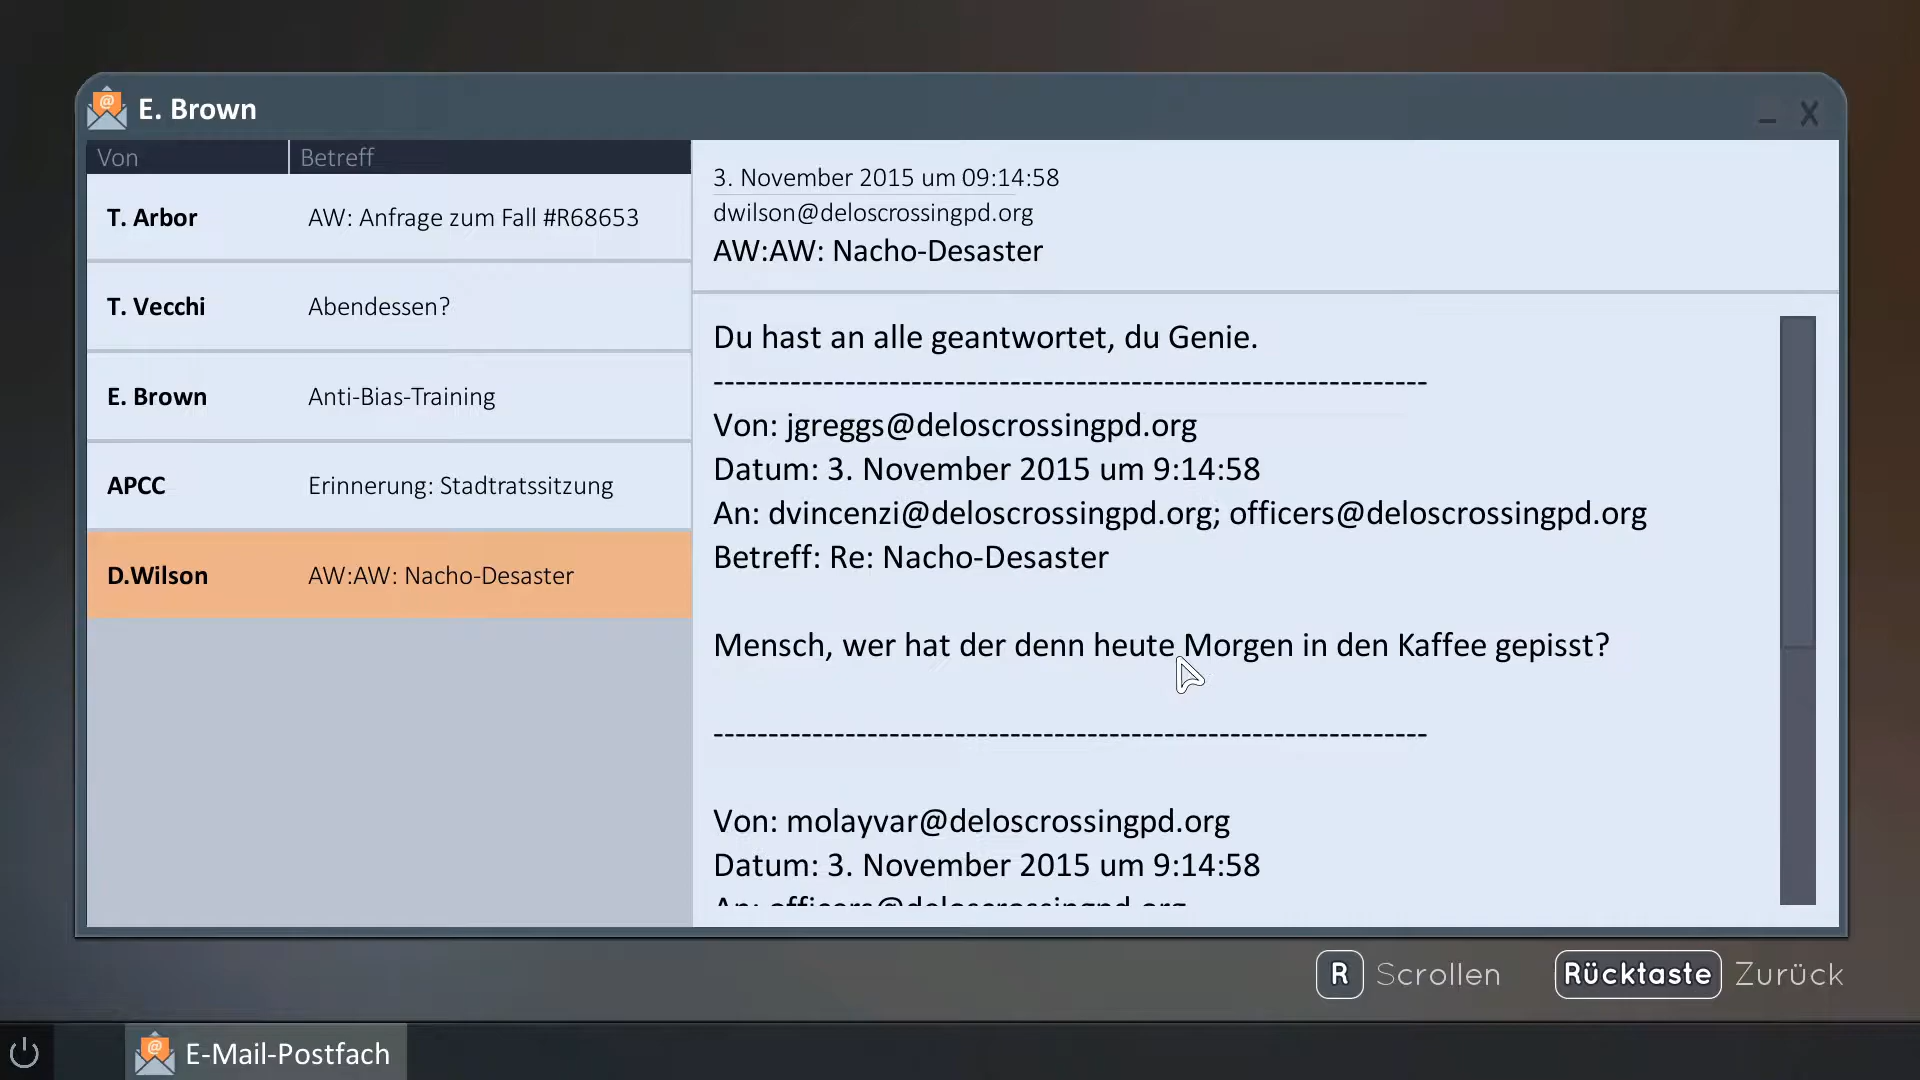 E. Brown
Von Betreff
T. Arbor AW: Anfrage zum Fall #R68653
T. Vecchi Abendessen?
E. Brown Anti-Bias-Training
APCC Erinnerung: Stadtratssitzung
D.Wilson AW:AW: Nacho-Desaster
3. November 2015 um 09:14:58
dwilson@deloscrossingpd.org
AW:AW: Nacho-Desaster
Du hast an alle geantwortet, du Genie.
-----------------------------------------------------------------
Von: jgreggs@deloscrossingpd.org
Datum: 3. November 2015 um 9:14:58
An: dvincenzi@deloscrossingpd.org; officers@deloscrossingpd.org
Betreff: Re: Nacho-Desaster
Mensch, wer hat der denn heute Morgen in den Kaffee gepisst?
-----------------------------------------------------------------
Von: molayvar@deloscrossingpd.org
Datum: 3. November 2015 um 9:14:58
An: officers@deloscrossingpd.org
R Scrollen Rücktaste Zurück
E-Mail-Postfach